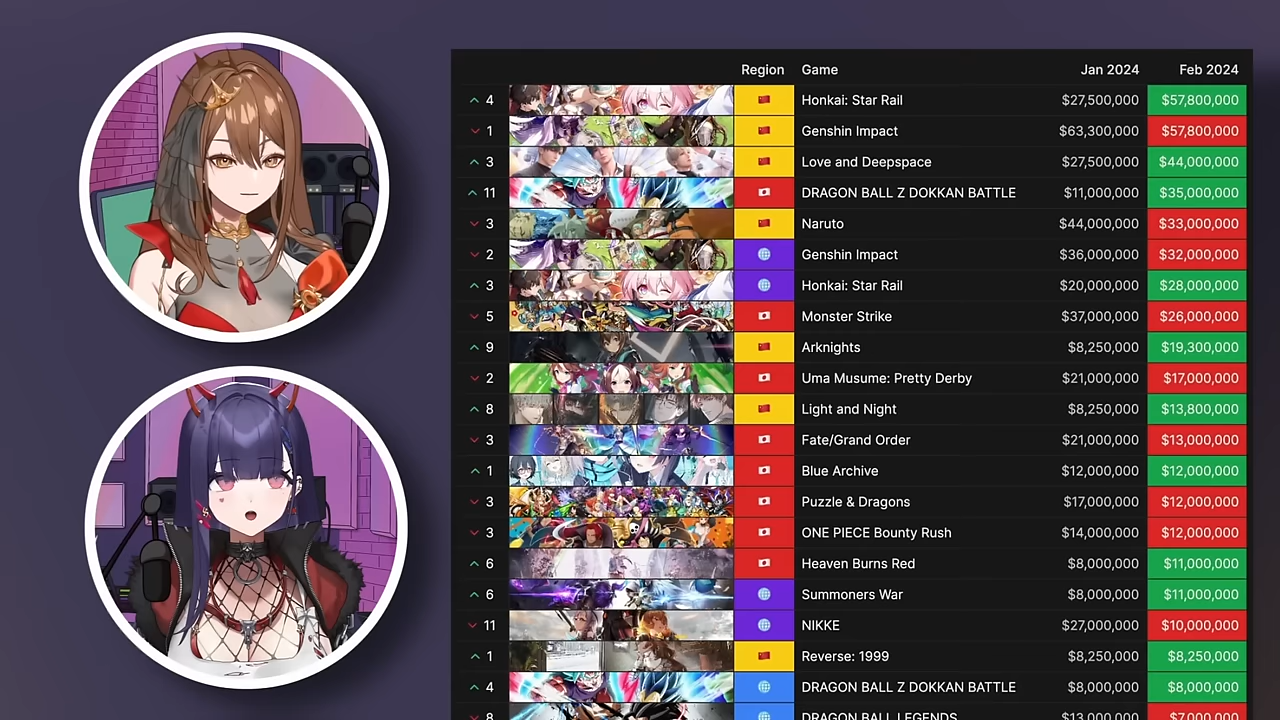 Region Game Jan 2024 Feb 2024
4 Honkai: Star Rail $27,500,000 $57,800,000
1 Genshin Impact $63,300,000 $57,800,000
3 Love and Deepspace $27,500,000 $44,000,000
11 DRAGON BALL Z DOKKAN BATTLE $11,000,000 $35,000,000
3 Naruto $44,000,000 $33,000,000
2 Genshin Impact $36,000,000 $32,000,000
3 Honkai: Star Rail $20,000,000 $28,000,000
5 Monster Strike $37,000,000 $26,000,000
9 Arknights $8,250,000 $19,300,000
2 Uma Musume: Pretty Derby $21,000,000 $17,000,000
8 Light and Night $8,250,000 $13,800,000
3 Fate/Grand Order $21,000,000 $13,000,000
1 Blue Archive $12,000,000 $12,000,000
3 Puzzle & Dragons $17,000,000 $12,000,000
3 ONE PIECE Bounty Rush $14,000,000 $12,000,000
6 Heaven Burns Red $8,000,000 $11,000,000
6 Summoners War $8,000,000 $11,000,000
11 NIKKE $27,000,000 $10,000,000
1 Reverse: 1999 $8,250,000 $8,250,000
4 DRAGON BALL Z DOKKAN BATTLE $8,000,000 $8,000,000
8 DRAGON BALL LEGENDS $13,000,000 $7,000,000